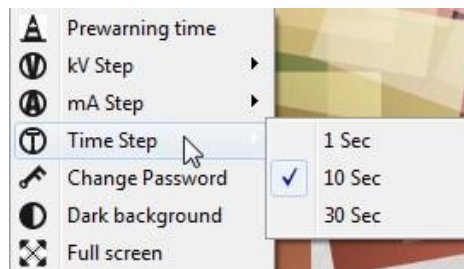 Prewarning time
kV Step
mA Step
Time Step
Change Password
Dark background
Full screen
1 Sec
10 Sec
30 Sec